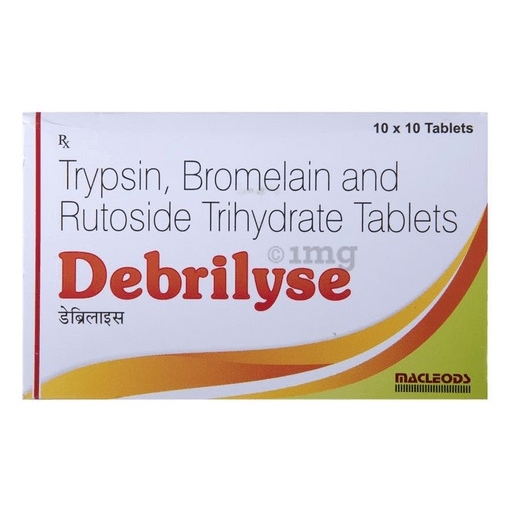 10 x 10 Tablets
Rx
Trypsin, Bromelain and
Rutoside Trihydrate Tablets
©1mg
Debrilyse
डेब्रिलाइस
MACLEODS